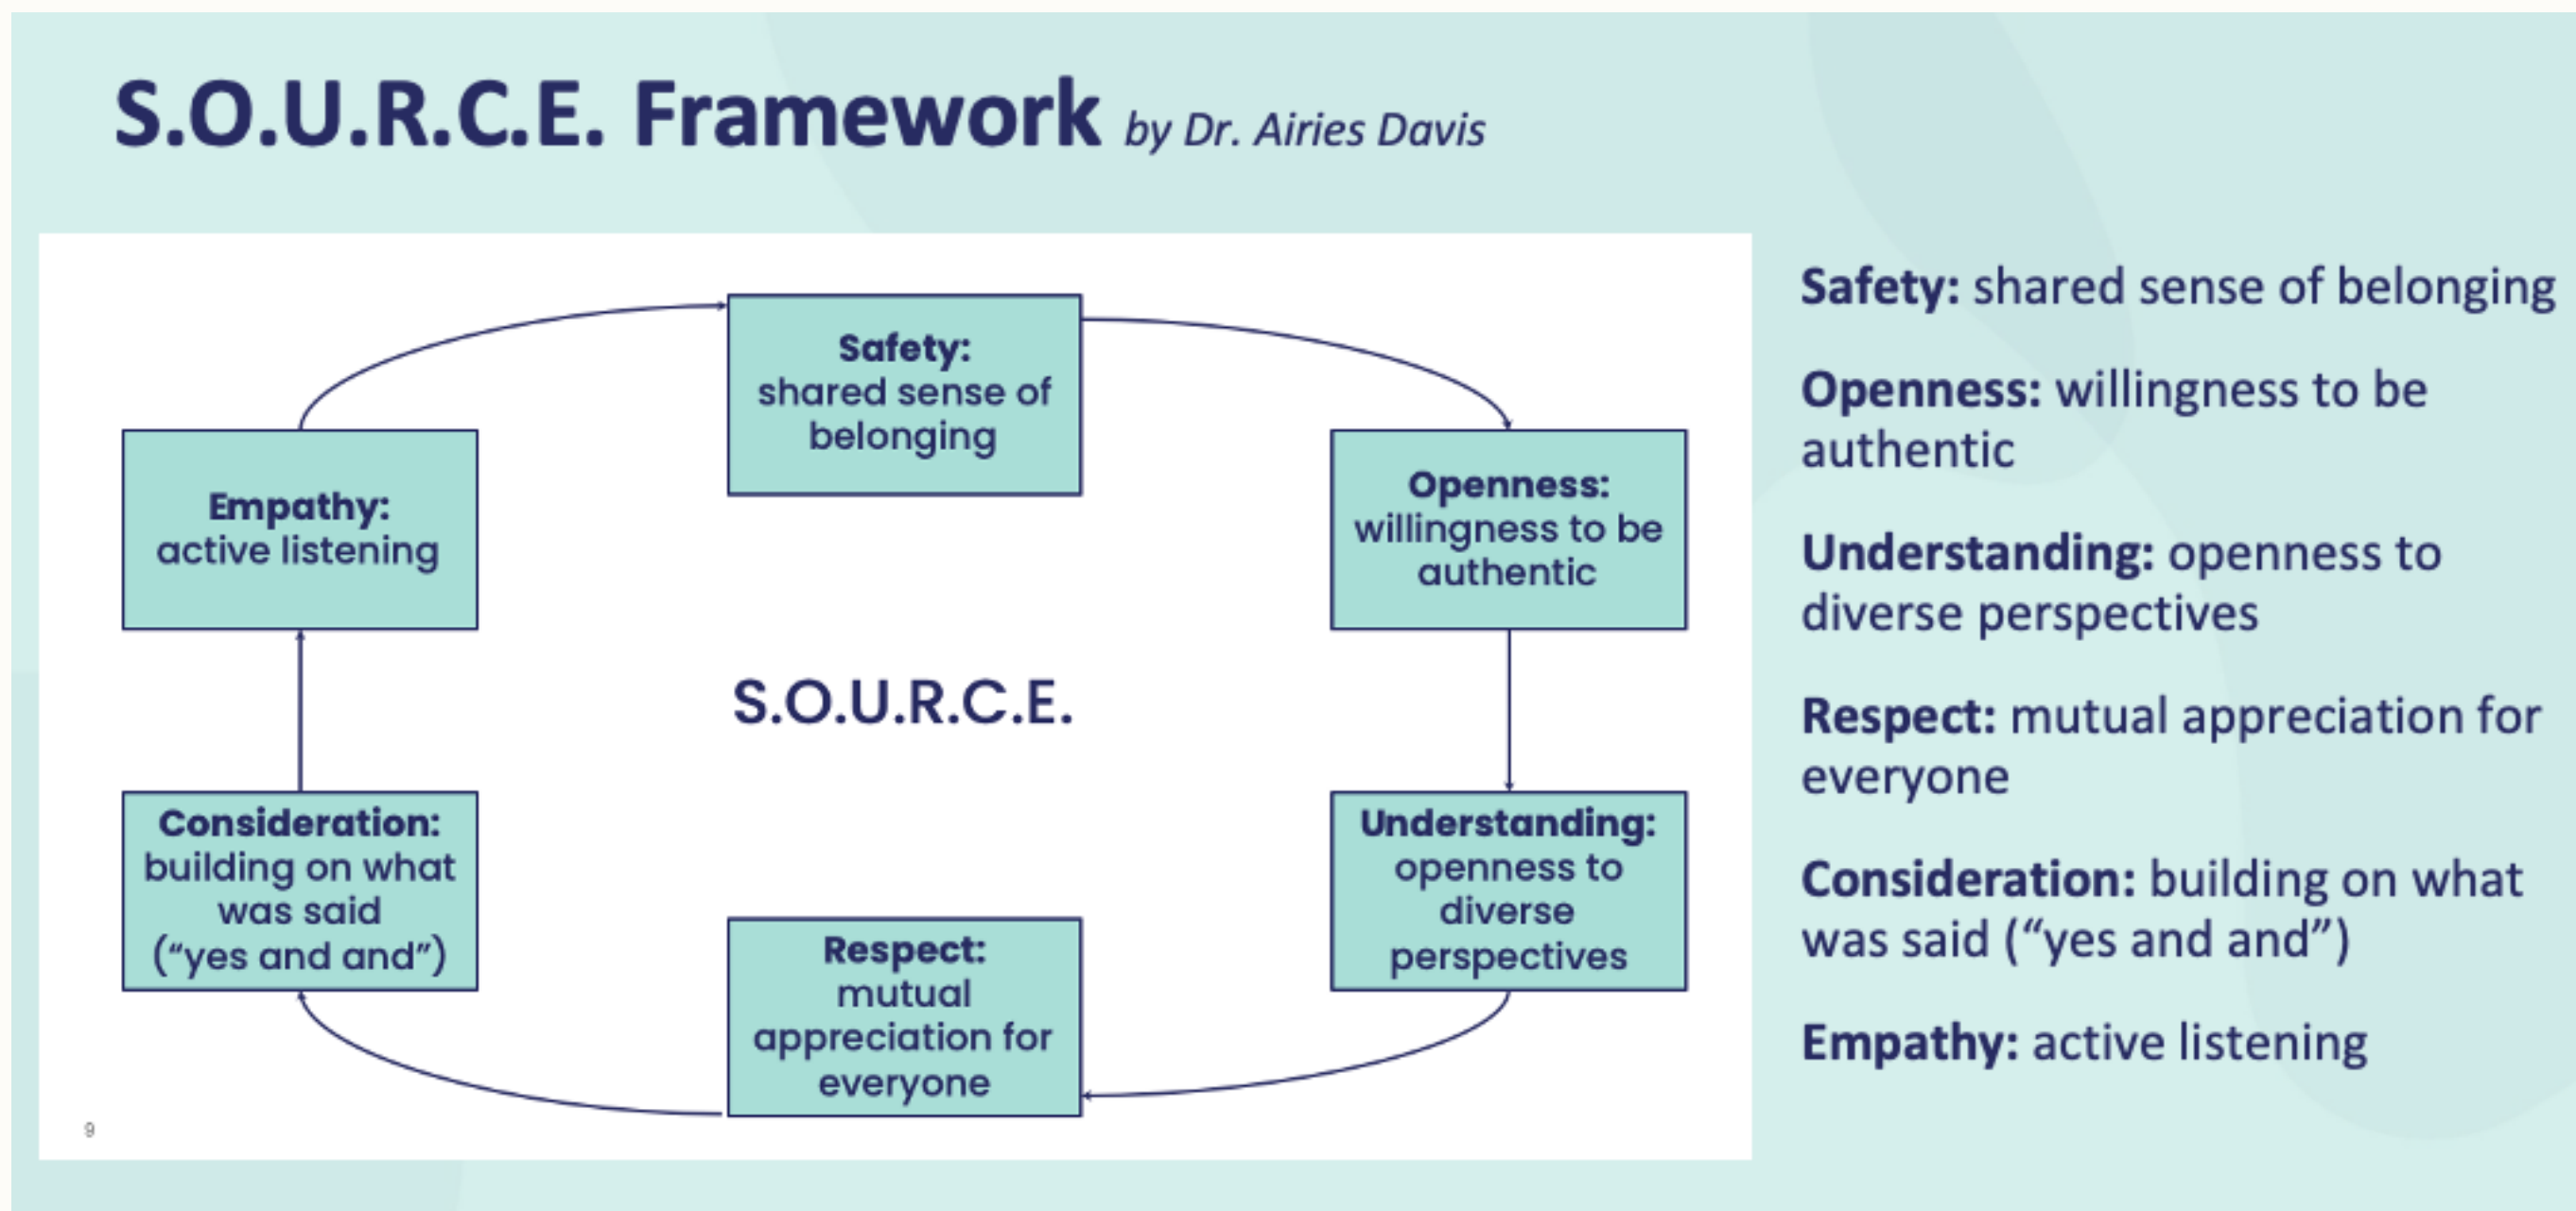 S.O.U.R.C.E. Framework by Dr. Airies Davis
Safety:
shared sense of
belonging
Openness:
willingness to be
authentic
Understanding:
openness to
diverse
perspectives
Respect:
mutual
appreciation for
everyone
Consideration:
building on what
was said
(“yes and and”)
Empathy:
active listening
S.O.U.R.C.E.
9
Safety: shared sense of belonging
Openness: willingness to be
authentic
Understanding: openness to
diverse perspectives
Respect: mutual appreciation for
everyone
Consideration: building on what
was said (“yes and and”)
Empathy: active listening